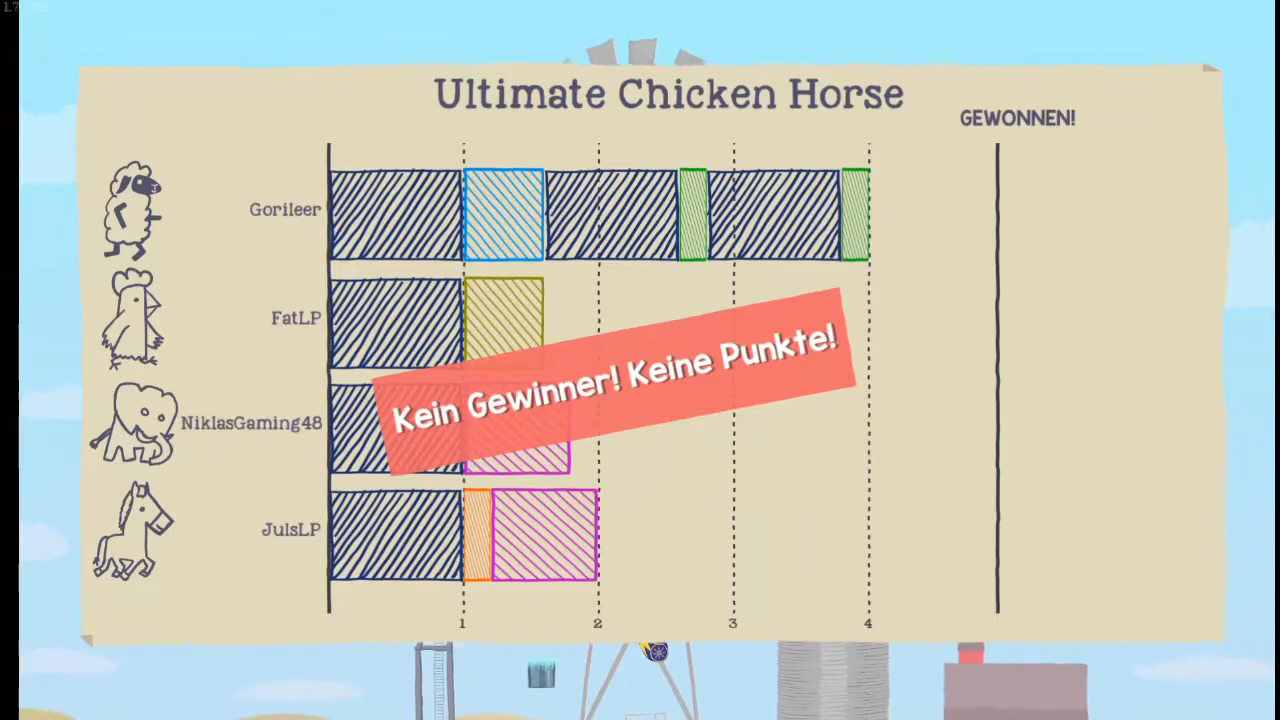 Ultimate Chicken Horse
GEWONNEN!
Gorileer
FatLP
Kein Gewinner! Keine Punkte!
NiklasGaming48
JulsLP
1 2 3 4